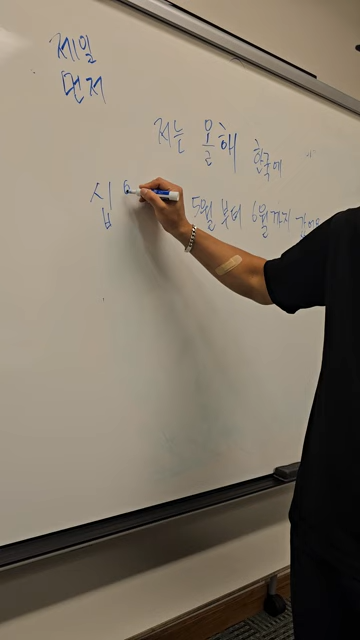 제일
먼저
저는 올해 한국에
5월 부터 6월까지
십